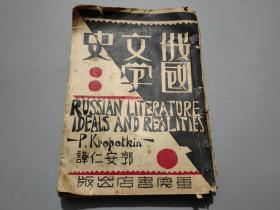 俄國
文學
史
RUSSIAN LITERATURE
IDEALS AND REALITIES
P. Kropotkin
郭安仁譯
重慶書店出版